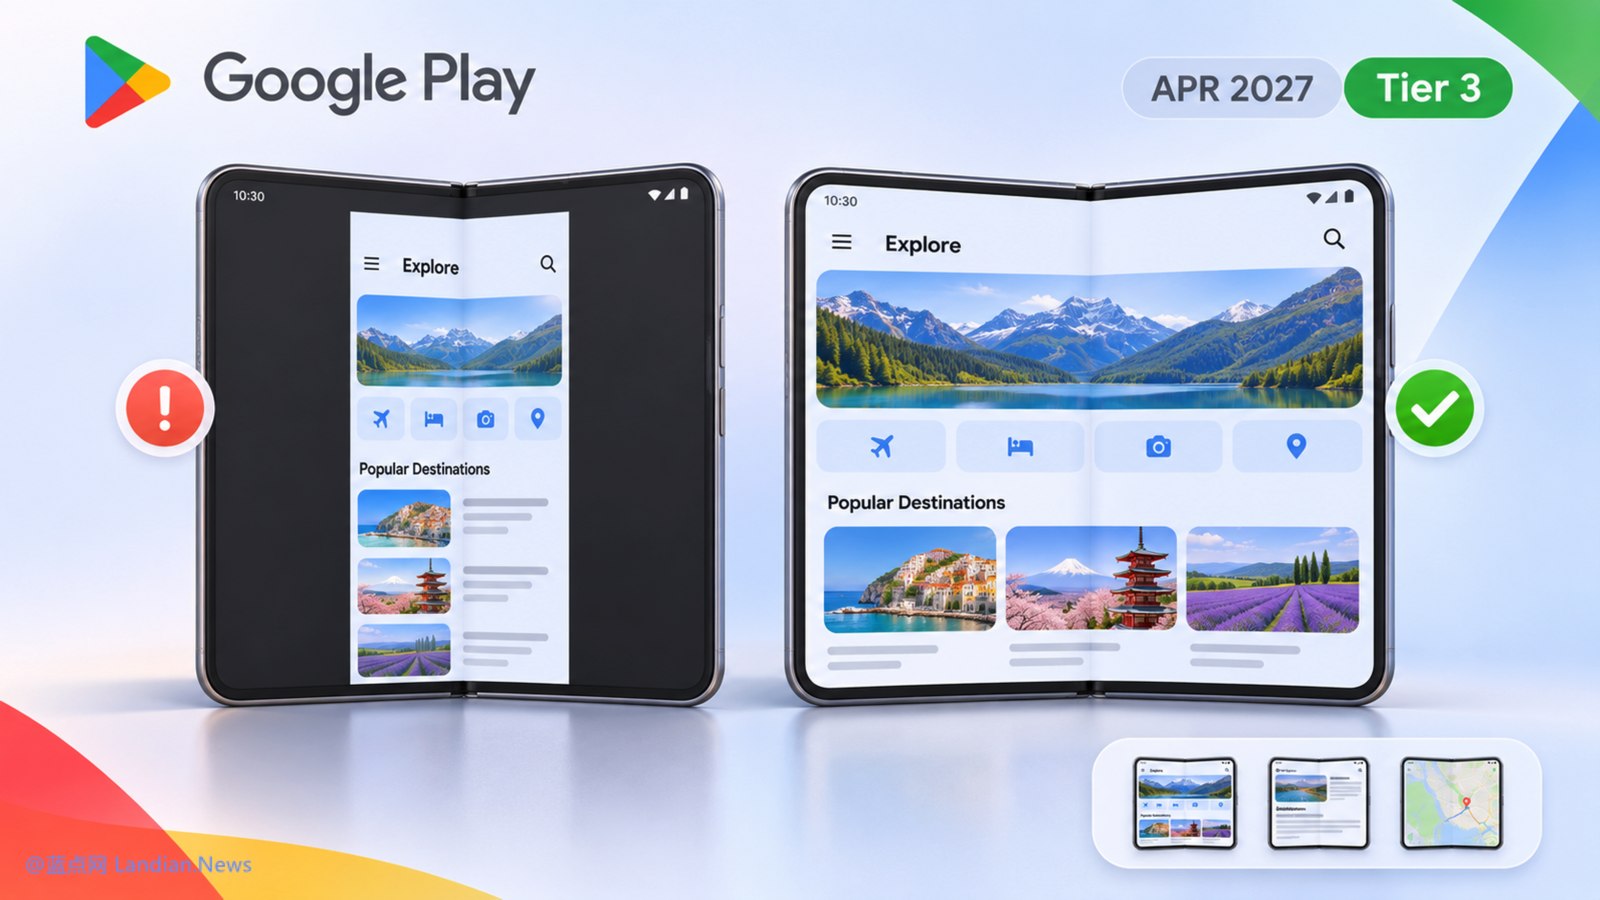 Google Play
APR 2027
Tier 3
10:30
Explore
Popular Destinations
10:30
Explore
Popular Destinations
Explore
@蓝点网 Landian.News